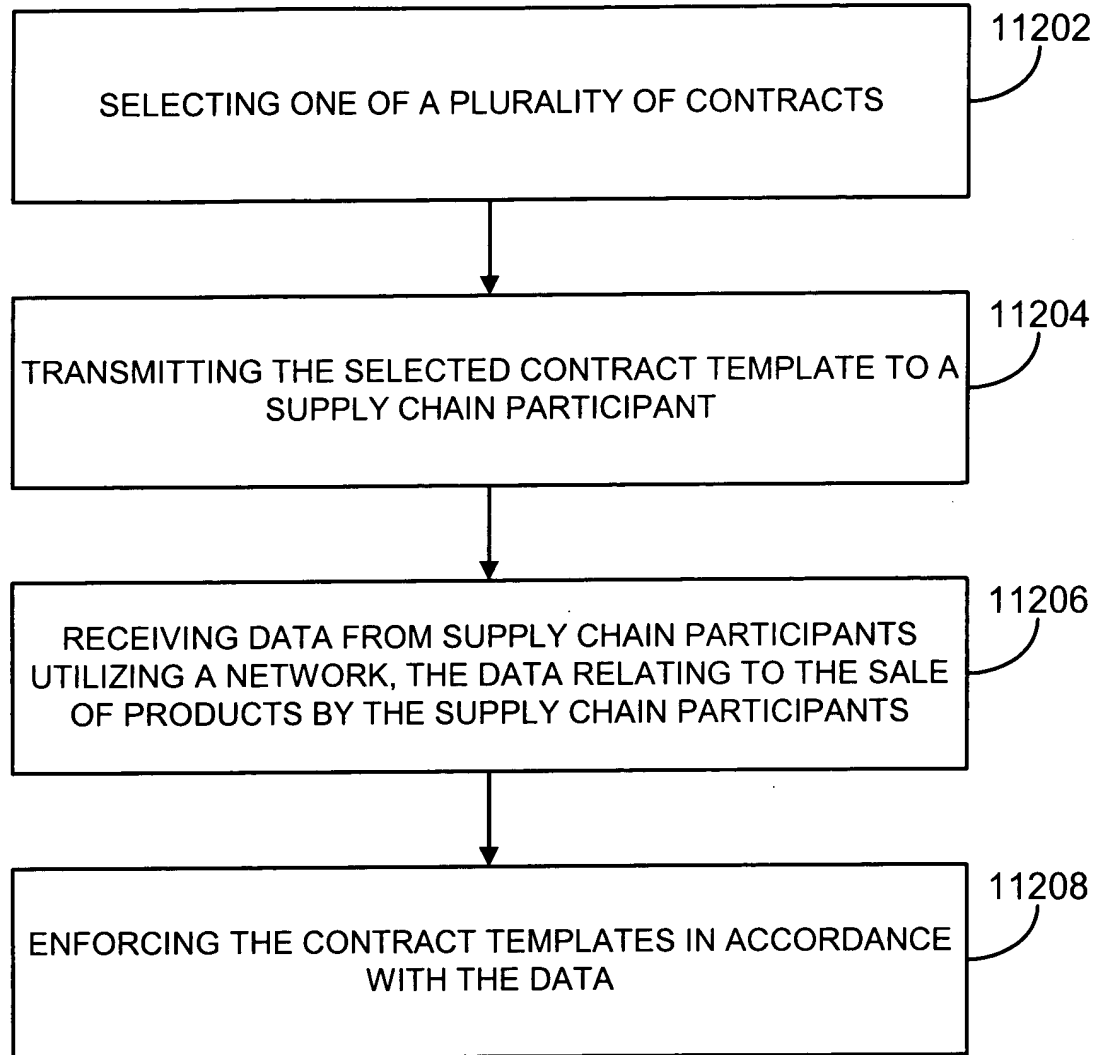 11202
SELECTING ONE OF A PLURALITY OF CONTRACTS
11204
TRANSMITTING THE SELECTED CONTRACT TEMPLATE TO A
SUPPLY CHAIN PARTICIPANT
11206
RECEIVING DATA FROM SUPPLY CHAIN PARTICIPANTS
UTILIZING A NETWORK, THE DATA RELATING TO THE SALE
OF PRODUCTS BY THE SUPPLY CHAIN PARTICIPANTS
11208
ENFORCING THE CONTRACT TEMPLATES IN ACCORDANCE
WITH THE DATA